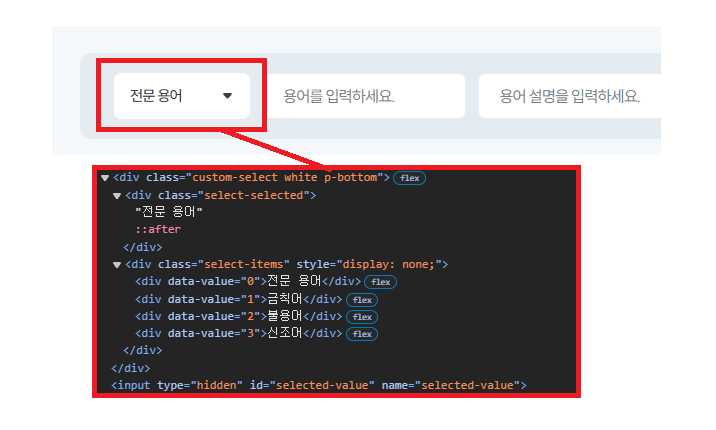 전문 용어 용어를 입력하세요. 용어 설명을 입력하세요.
<div class="custom-select white p-bottom"> flex
<div class="select-selected">
"전문 용어"
::after
</div>
<div class="select-items" style="display: none;">
<div data-value="0">전문 용어</div> flex
<div data-value="1">금칙어</div> flex
<div data-value="2">불용어</div> flex
<div data-value="3">신조어</div> flex
</div>
</div>
<input type="hidden" id="selected-value" name="selected-value">